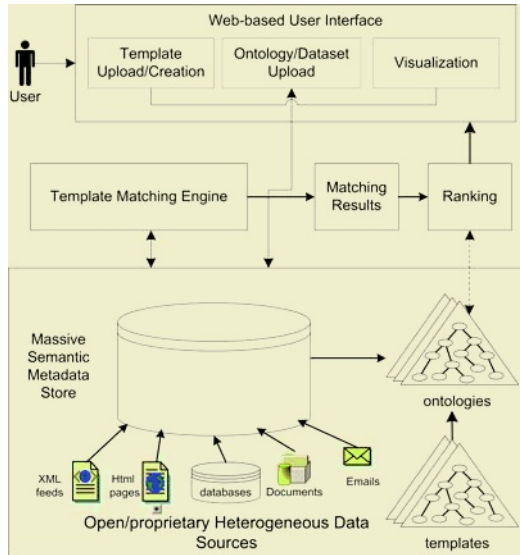 Web-based User Interface
Template
Upload/Creation
Ontology/Dataset
Upload
Visualization
User
Template Matching Engine
Matching
Results
Ranking
Massive
Semantic
Metadata
Store
ontologies
XML
feeds
Html
pages
databases
Documents
Emails
Open/proprietary Heterogeneous Data
Sources
templates